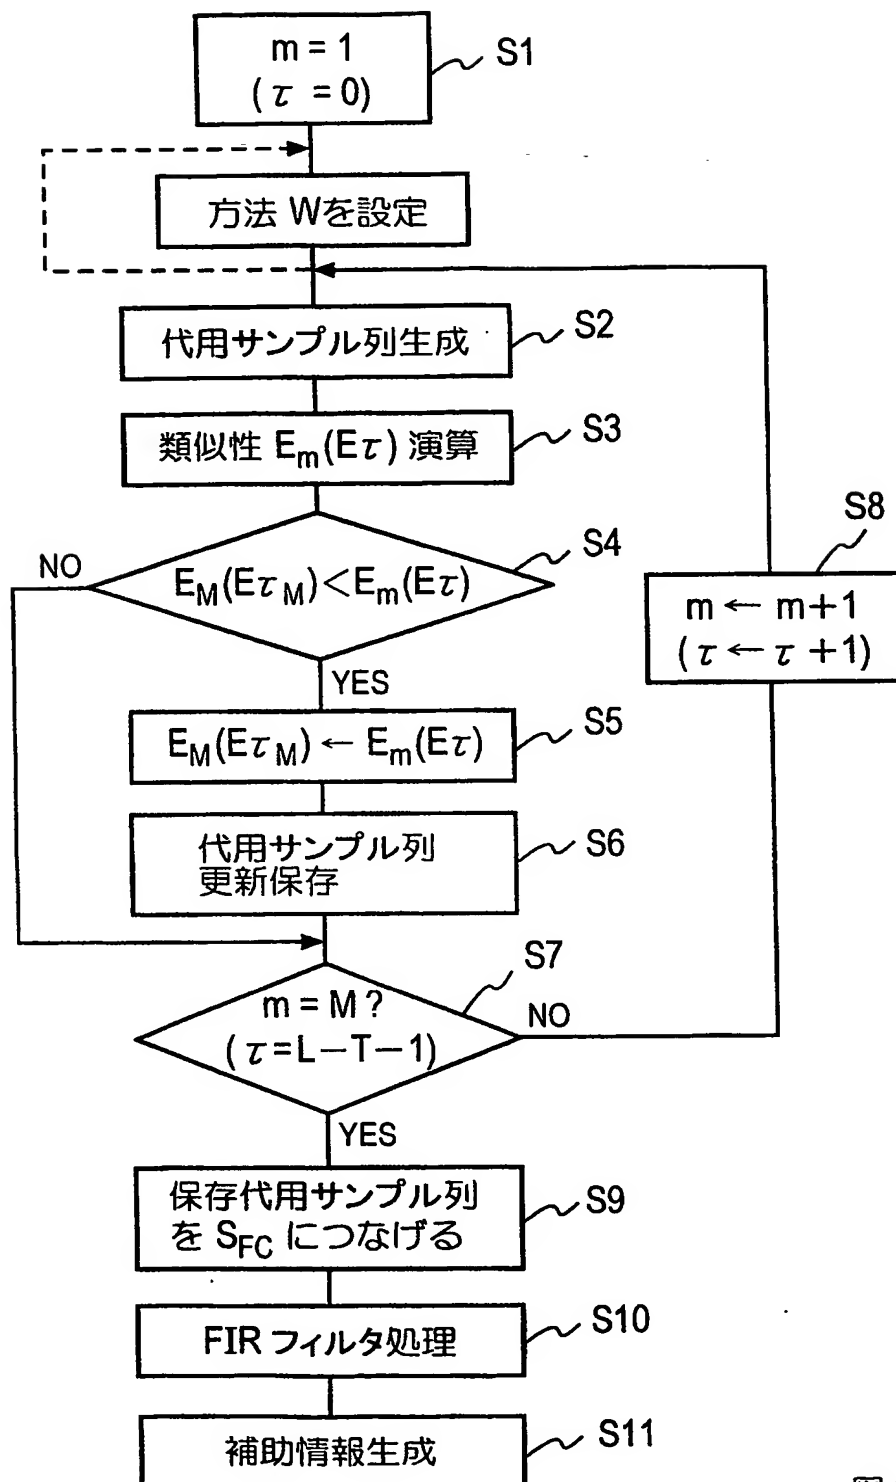 m = 1
(τ = 0)
S1
方法 Wを設定
代用サンプル列生成
S2
類似性 Em(Eτ) 演算
S3
S4
NO
EM(EτM)<Em(Eτ)
YES
S8
m ← m+1
(τ ← τ +1)
EM(EτM) ← Em(Eτ)
S5
代用サンプル列
更新保存
S6
S7
m = M ?
(τ=L−T−1)
NO
YES
保存代用サンプル列
を SFC につなげる
S9
FIR フィルタ処理
S10
補助情報生成
S11